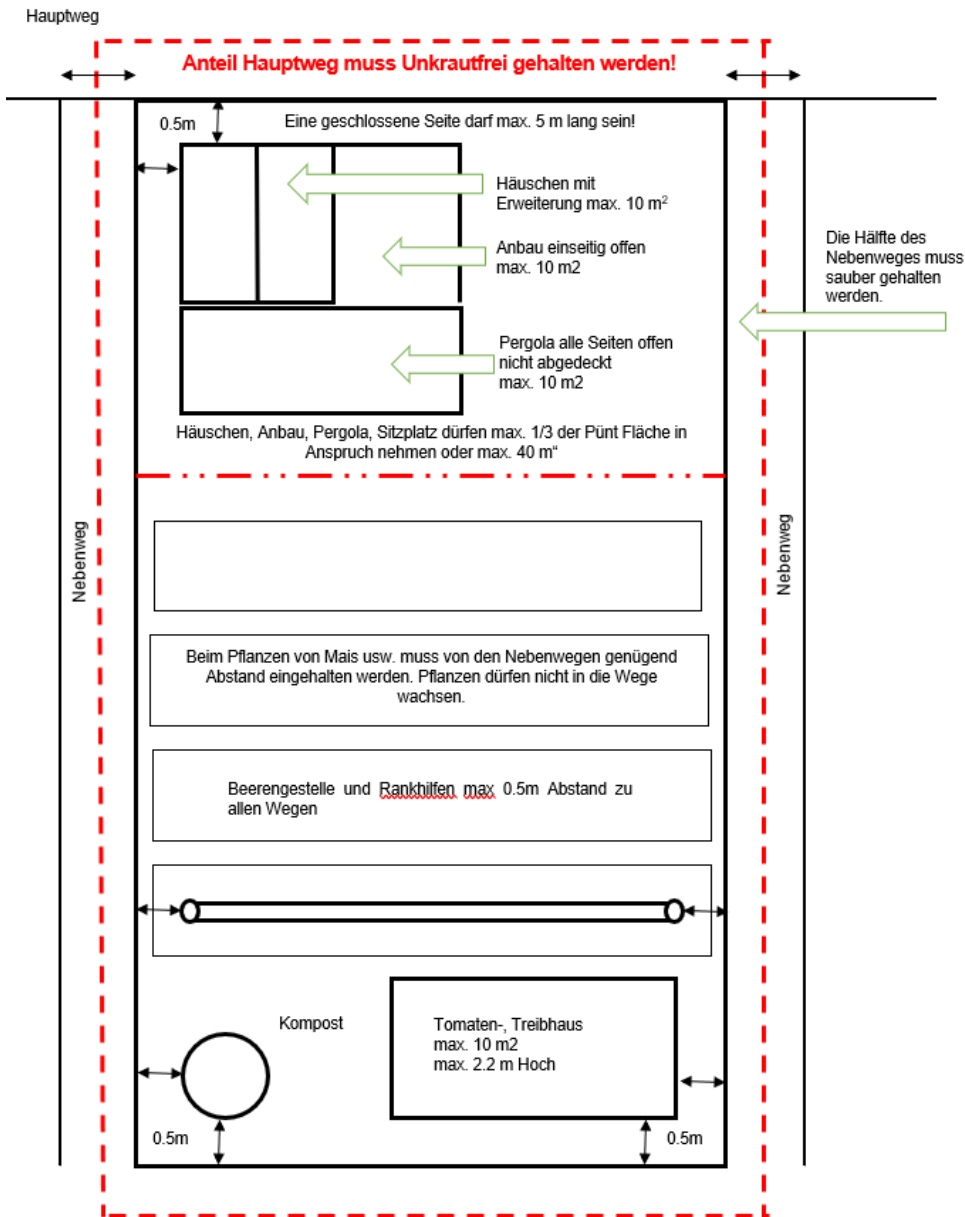 Hauptweg
Anteil Hauptweg muss Unkrautfrei gehalten werden!
0.5m
Eine geschlossene Seite darf max. 5 m lang sein!
Häuschen mit
Erweiterung max. 10 m²
Anbau einseitig offen
max. 10 m2
Die Hälfte des
Nebenweges muss
sauber gehalten
werden.
Pergola alle Seiten offen
nicht abgedeckt
max. 10 m2
Häuschen, Anbau, Pergola, Sitzplatz dürfen max. 1/3 der Pünt Fläche in
Anspruch nehmen oder max. 40 m“
Nebenweg
Nebenweg
Beim Pflanzen von Mais usw. muss von den Nebenwegen genügend
Abstand eingehalten werden. Pflanzen dürfen nicht in die Wege
wachsen.
Beerengestelle und Rankhilfen max 0.5m Abstand zu
allen Wegen
Kompost
Tomaten-, Treibhaus
max. 10 m2
max. 2.2 m Hoch
0.5m
0.5m